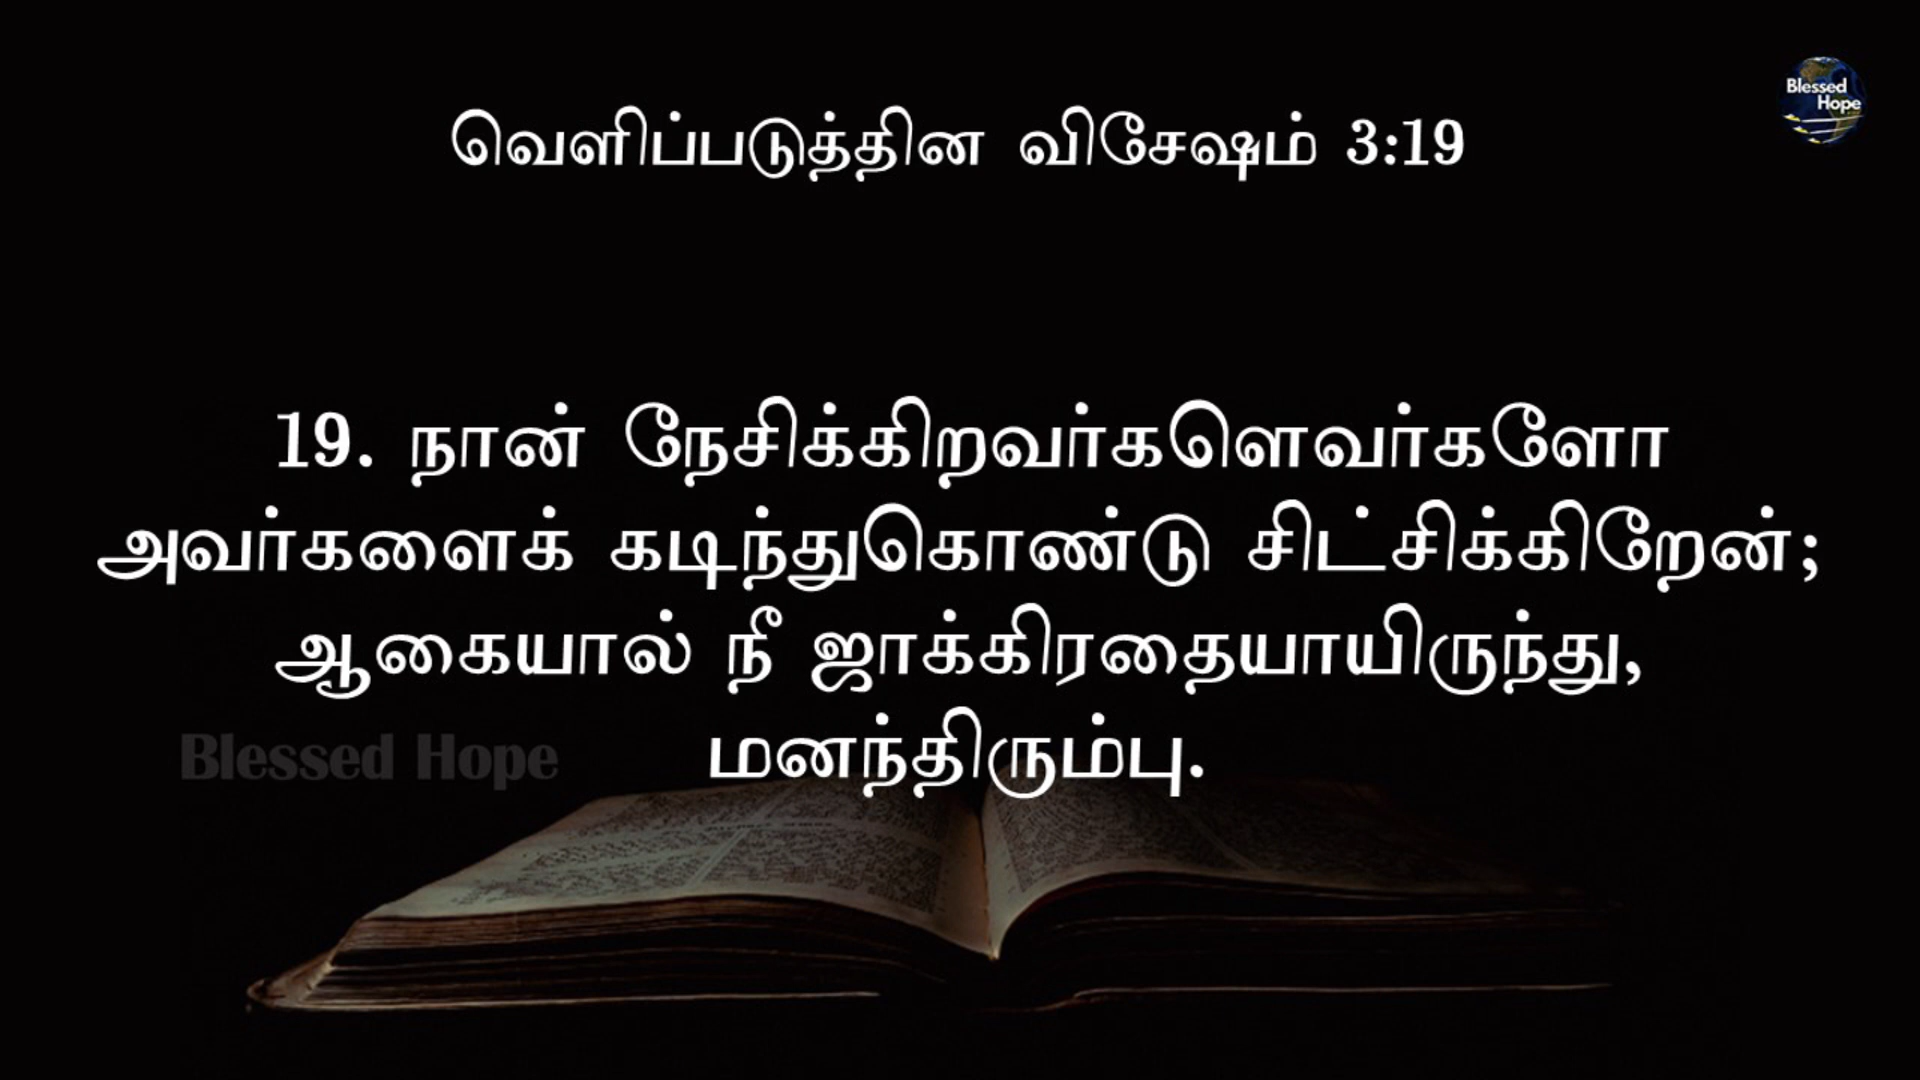 Blessed
Hope
வெளிப்படுத்தின விசேஷம் 3:19
19. நான் நேசிக்கிறவர்களெவர்களோ
அவர்களைக் கடிந்துகொண்டு சிட்சிக்கிறேன்;
ஆகையால் நீ ஜாக்கிரதையாயிருந்து,
மனந்திரும்பு.
Blessed Hope